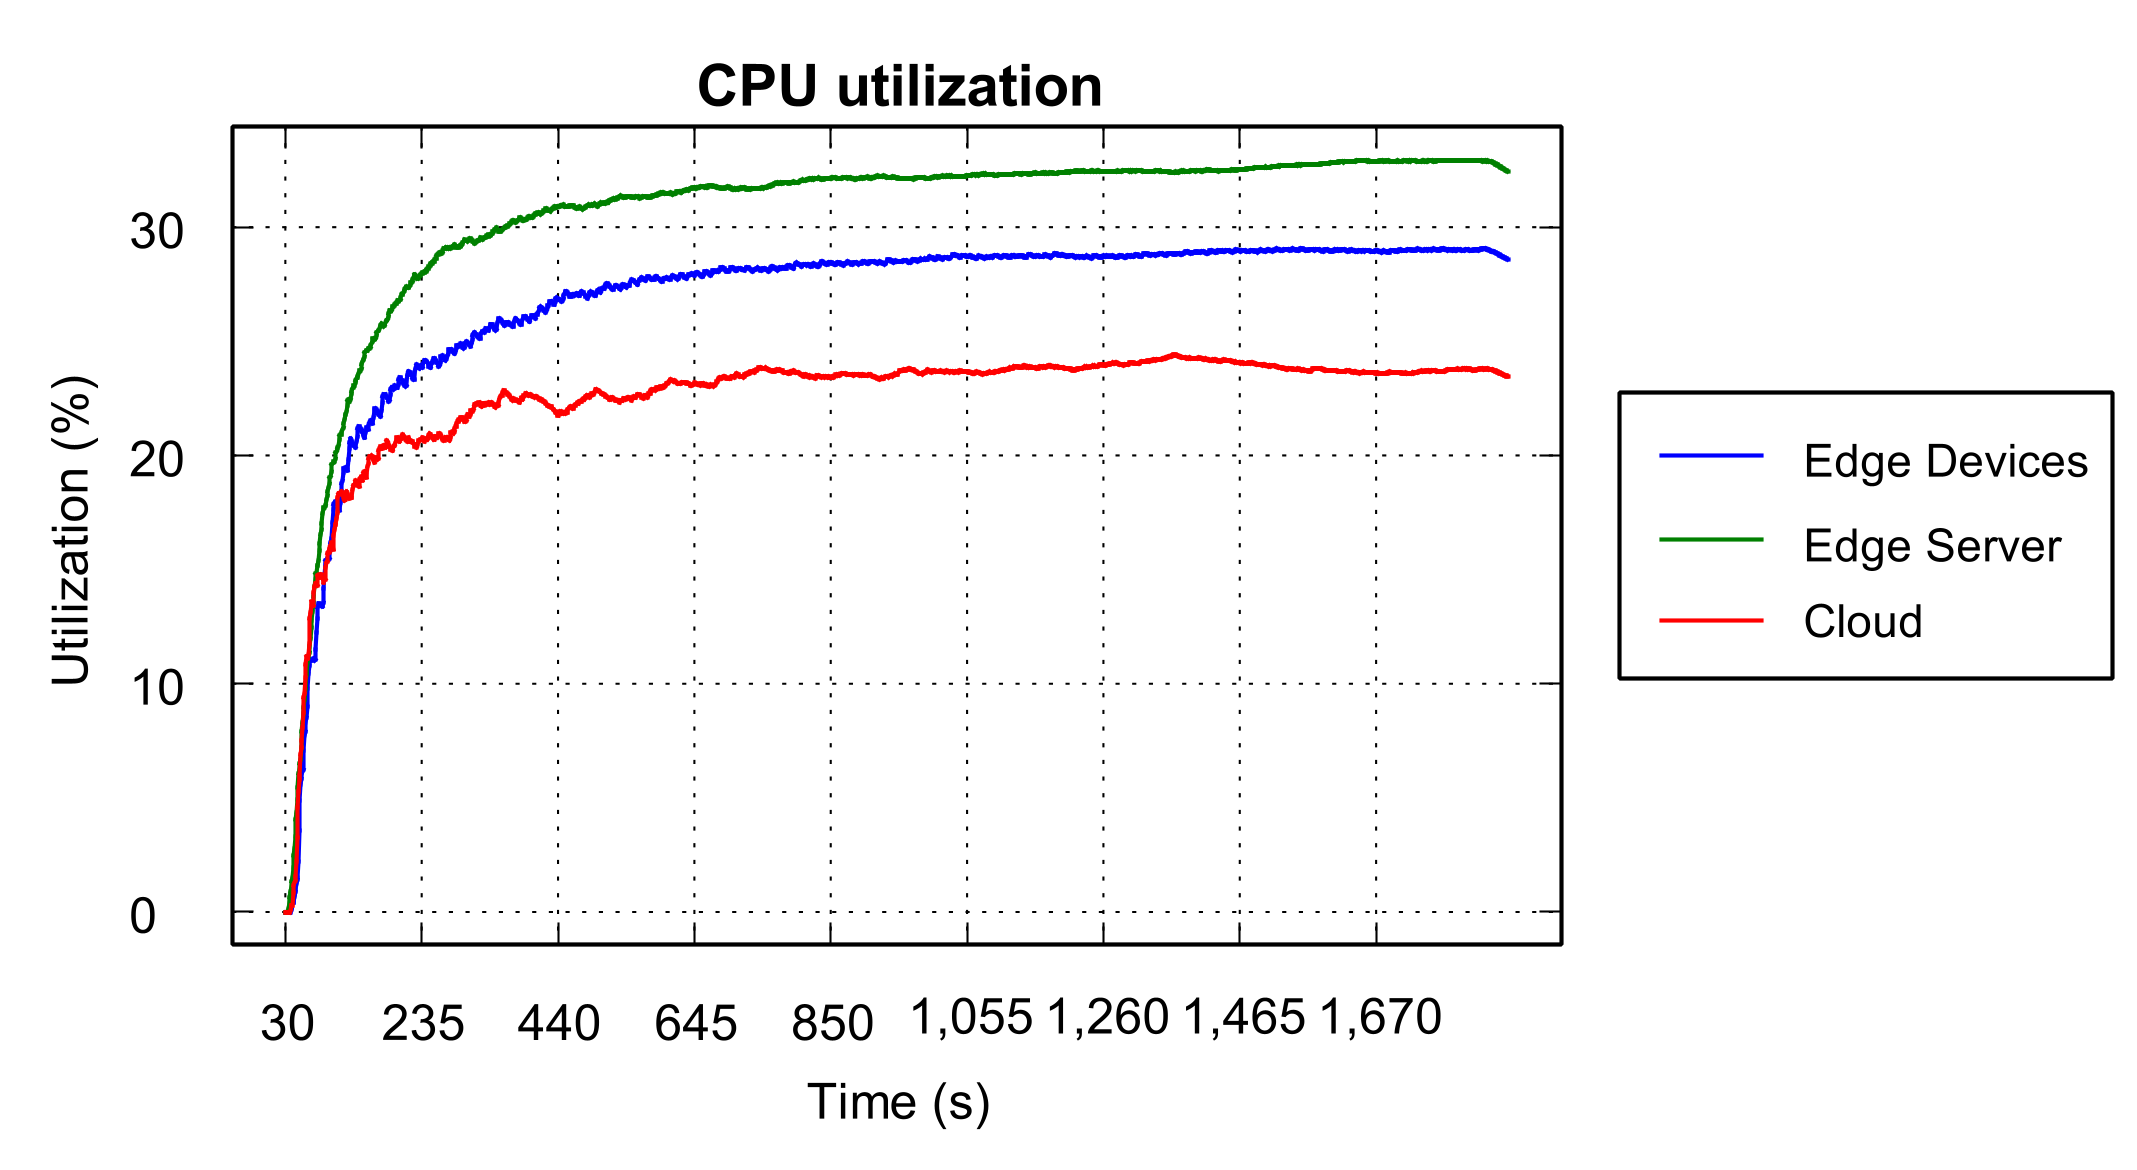 CPU utilization
Utilization (%)
30
20
10
0
30 235 440 645 850 1,055 1,260 1,465 1,670
Time (s)
Edge Devices
Edge Server
Cloud